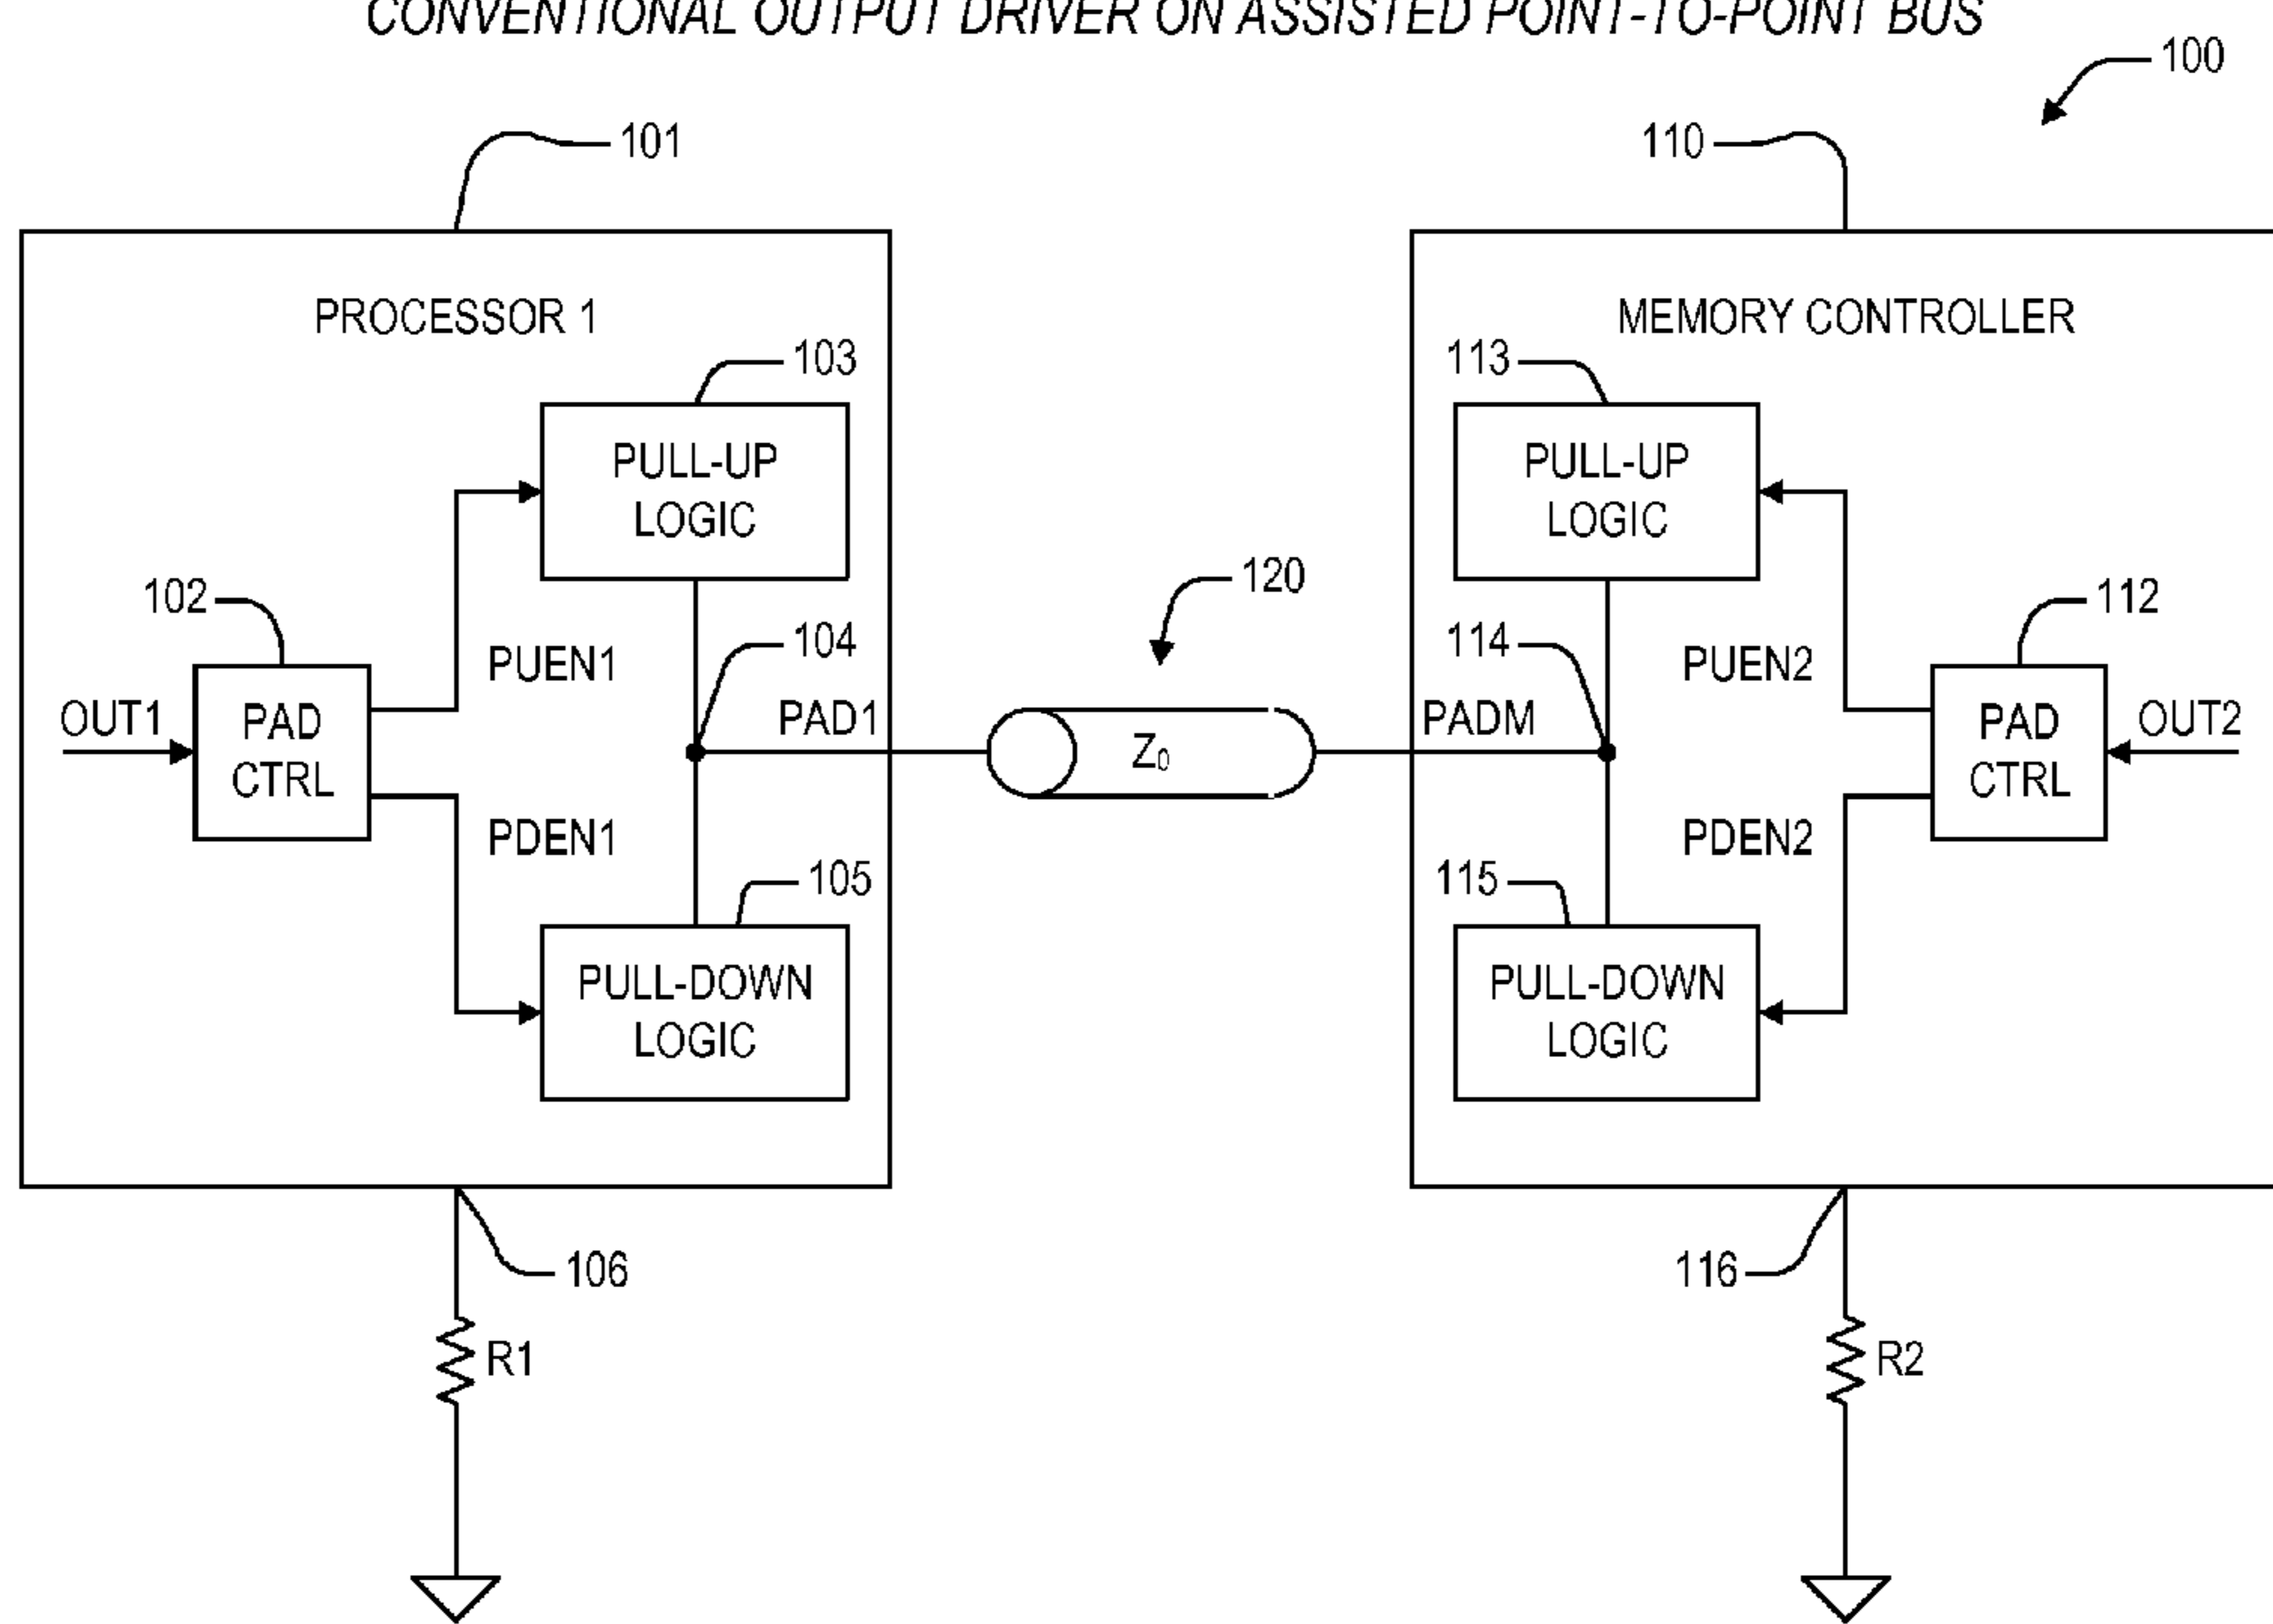 CONVENTIONAL OUTPUT DRIVER ON ASSISTED POINT-TO-POINT BUS
100
101
110
PROCESSOR 1
MEMORY CONTROLLER
103
113
PULL-UP
LOGIC
PULL-UP
LOGIC
120
102
104
114
112
PUEN1
PUEN2
OUT1
PAD
CTRL
PAD1
Z0
PADM
PAD
CTRL
OUT2
PDEN1
PDEN2
105
115
PULL-DOWN
LOGIC
PULL-DOWN
LOGIC
106
116
R1
R2